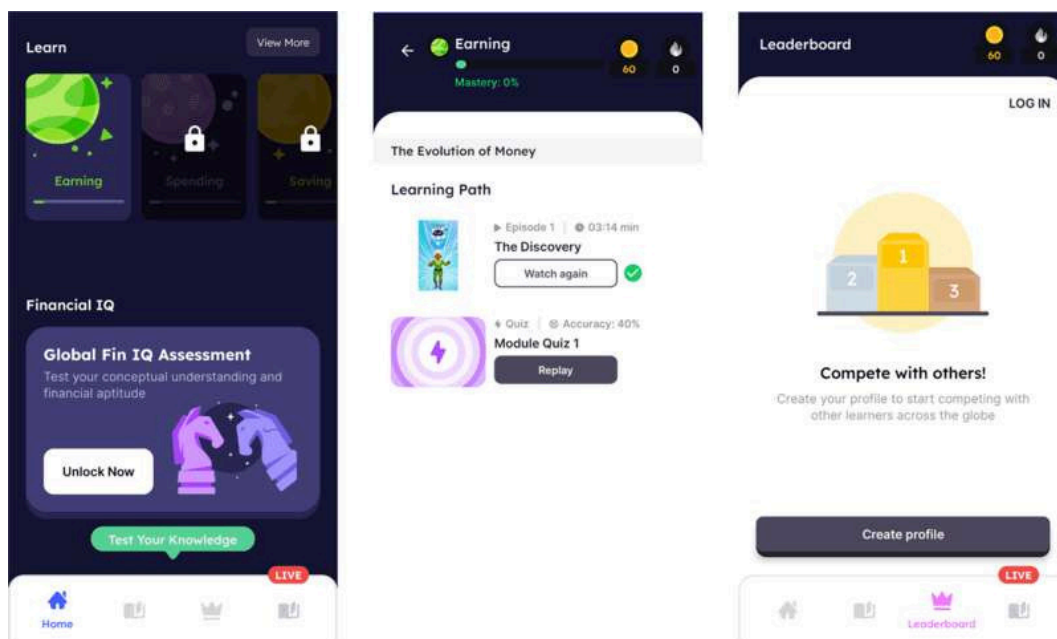 Learn
View More
Earning
Spending
Saving
Financial IQ
Global Fin IQ Assessment
Test your conceptual understanding and
financial aptitude
Unlock Now
Test Your Knowledge
LIVE
Home
Earning
Mastery: 0%
60
0
The Evolution of Money
Learning Path
Episode 1 | 03:14 min
The Discovery
Watch again
Quiz | Accuracy: 40%
Module Quiz 1
Replay
Leaderboard
60
0
LOG IN
1
2
3
Compete with others!
Create your profile to start competing with
other learners across the globe
Create profile
LIVE
Leaderboard